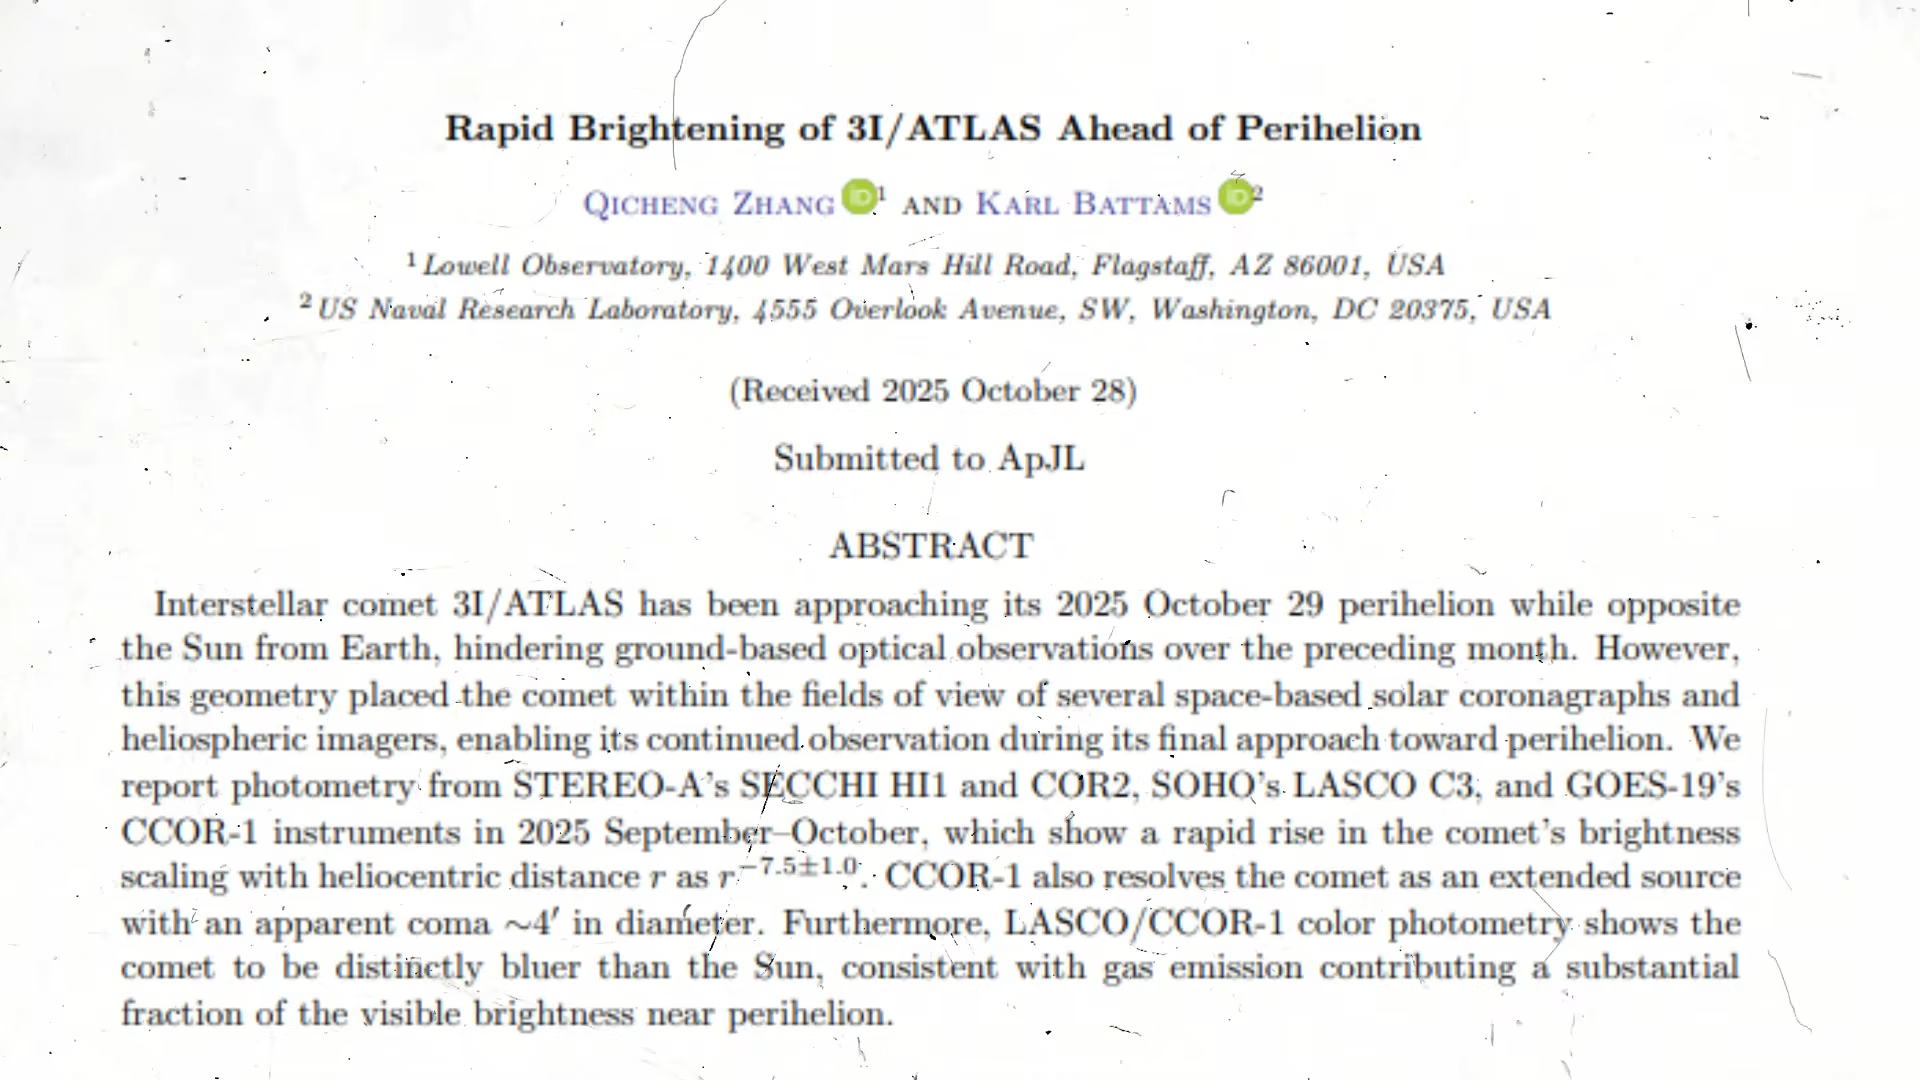 Rapid Brightening of 3I/ATLAS Ahead of Perihelion
Qicheng Zhang iD 1 and Karl Battams iD 2
1 Lowell Observatory, 1400 West Mars Hill Road, Flagstaff, AZ 86001, USA
2 US Naval Research Laboratory, 4555 Overlook Avenue, SW, Washington, DC 20375, USA
(Received 2025 October 28)
Submitted to ApJL
ABSTRACT
Interstellar comet 3I/ATLAS has been approaching its 2025 October 29 perihelion while opposite
the Sun from Earth, hindering ground-based optical observations over the preceding month. However,
this geometry placed the comet within the fields of view of several space-based solar coronagraphs and
heliospheric imagers, enabling its continued observation during its final approach toward perihelion. We
report photometry from STEREO-A's SECCHI HI1 and COR2, SOHO's LASCO C3, and GOES-19's
CCOR-1 instruments in 2025 September–October, which show a rapid rise in the comet's brightness
scaling with heliocentric distance r as r^−7.5±1.0. CCOR-1 also resolves the comet as an extended source
with an apparent coma ∼4′ in diameter. Furthermore, LASCO/CCOR-1 color photometry shows the
comet to be distinctly bluer than the Sun, consistent with gas emission contributing a substantial
fraction of the visible brightness near perihelion.